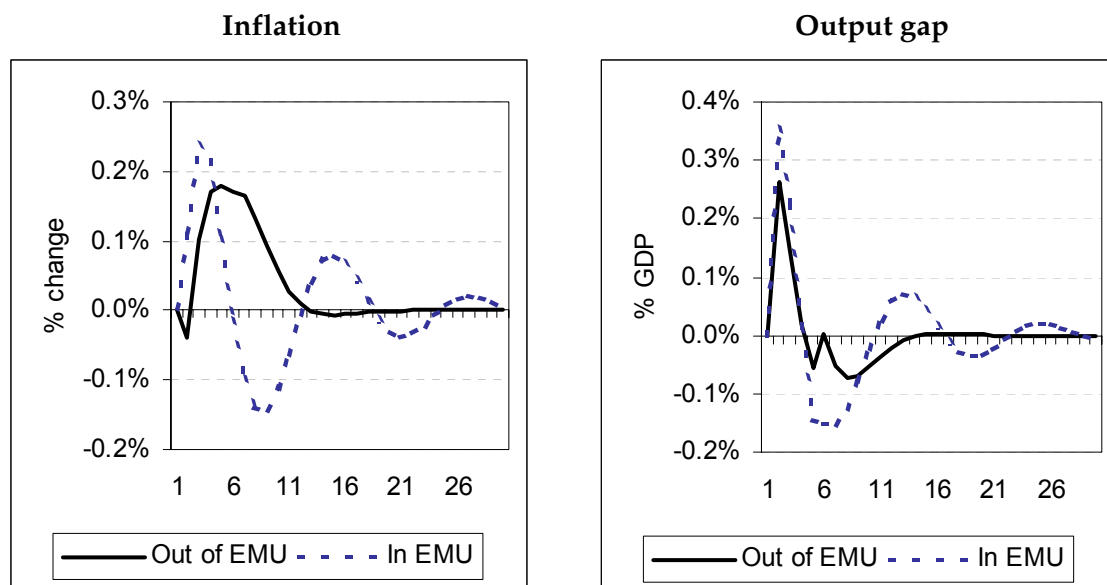 Inflation
0.3%
0.2%
0.1%
0.0%
-0.1%
-0.2%
% change
1 6 11 16 21 26
Out of EMU In EMU
Output gap
0.4%
0.3%
0.2%
0.1%
0.0%
-0.1%
-0.2%
% GDP
1 6 11 16 21 26
Out of EMU In EMU